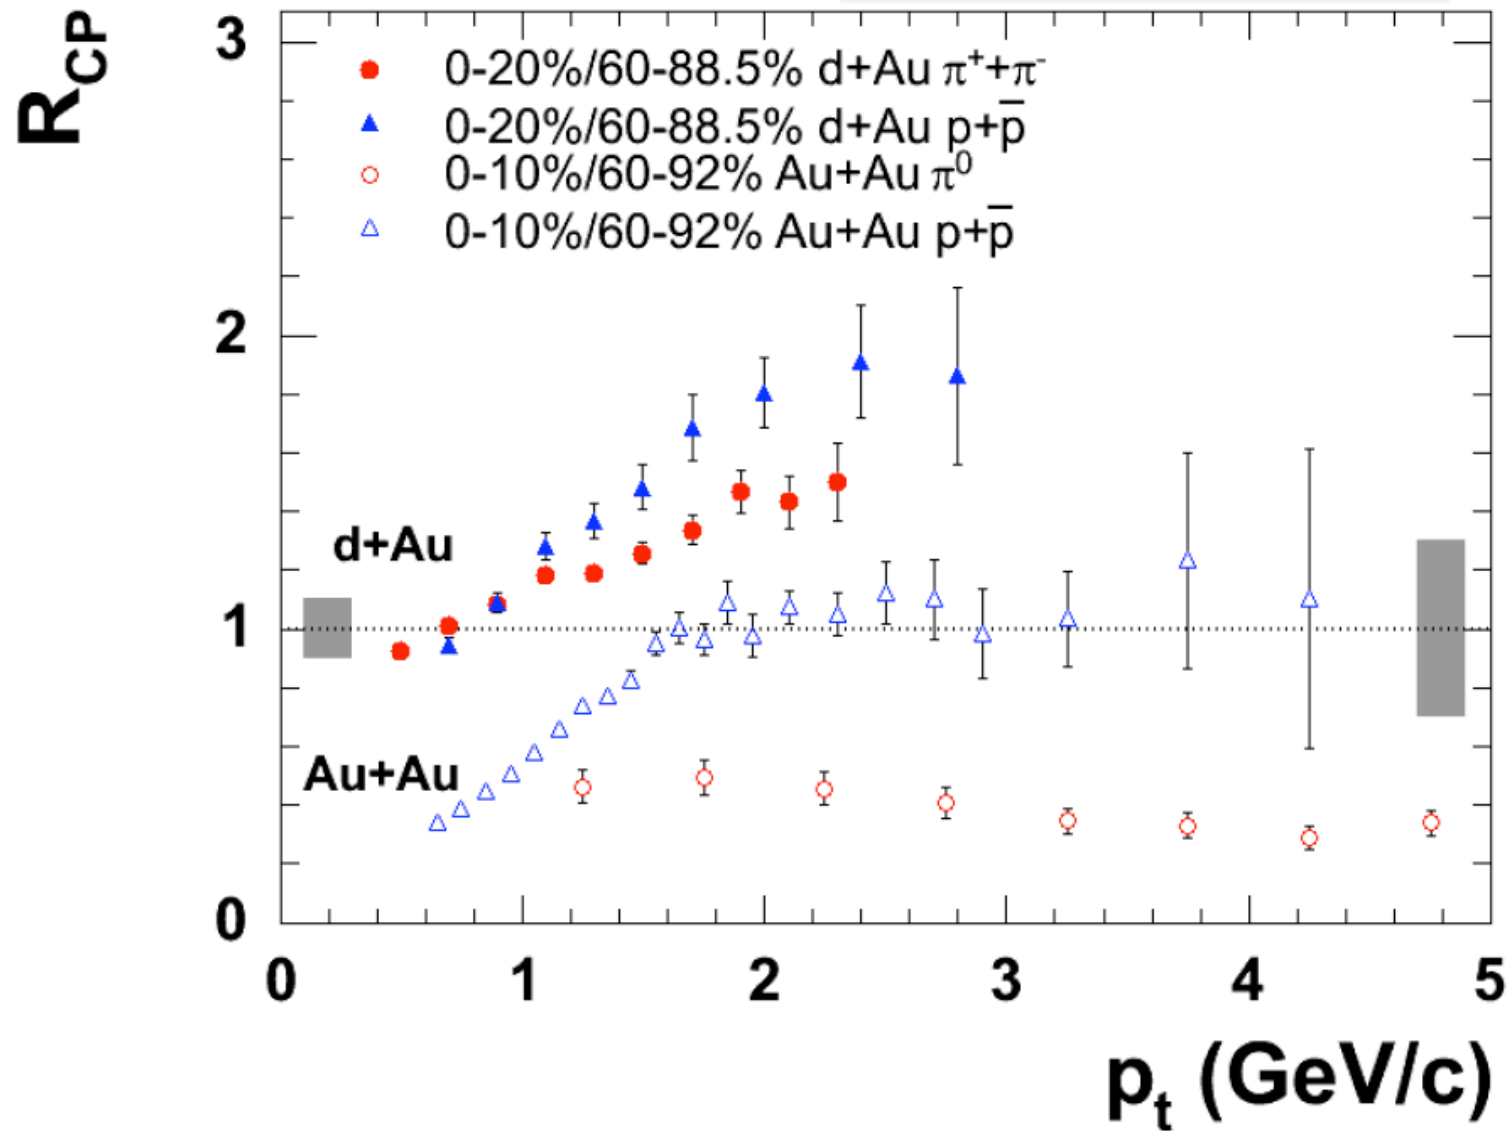 R_CP
3
0-20%/60-88.5% d+Au π⁺+π⁻
0-20%/60-88.5% d+Au p+p̅
0-10%/60-92% Au+Au π⁰
0-10%/60-92% Au+Au p+p̅
2
d+Au
1
Au+Au
0
0 1 2 3 4 5
p_t (GeV/c)